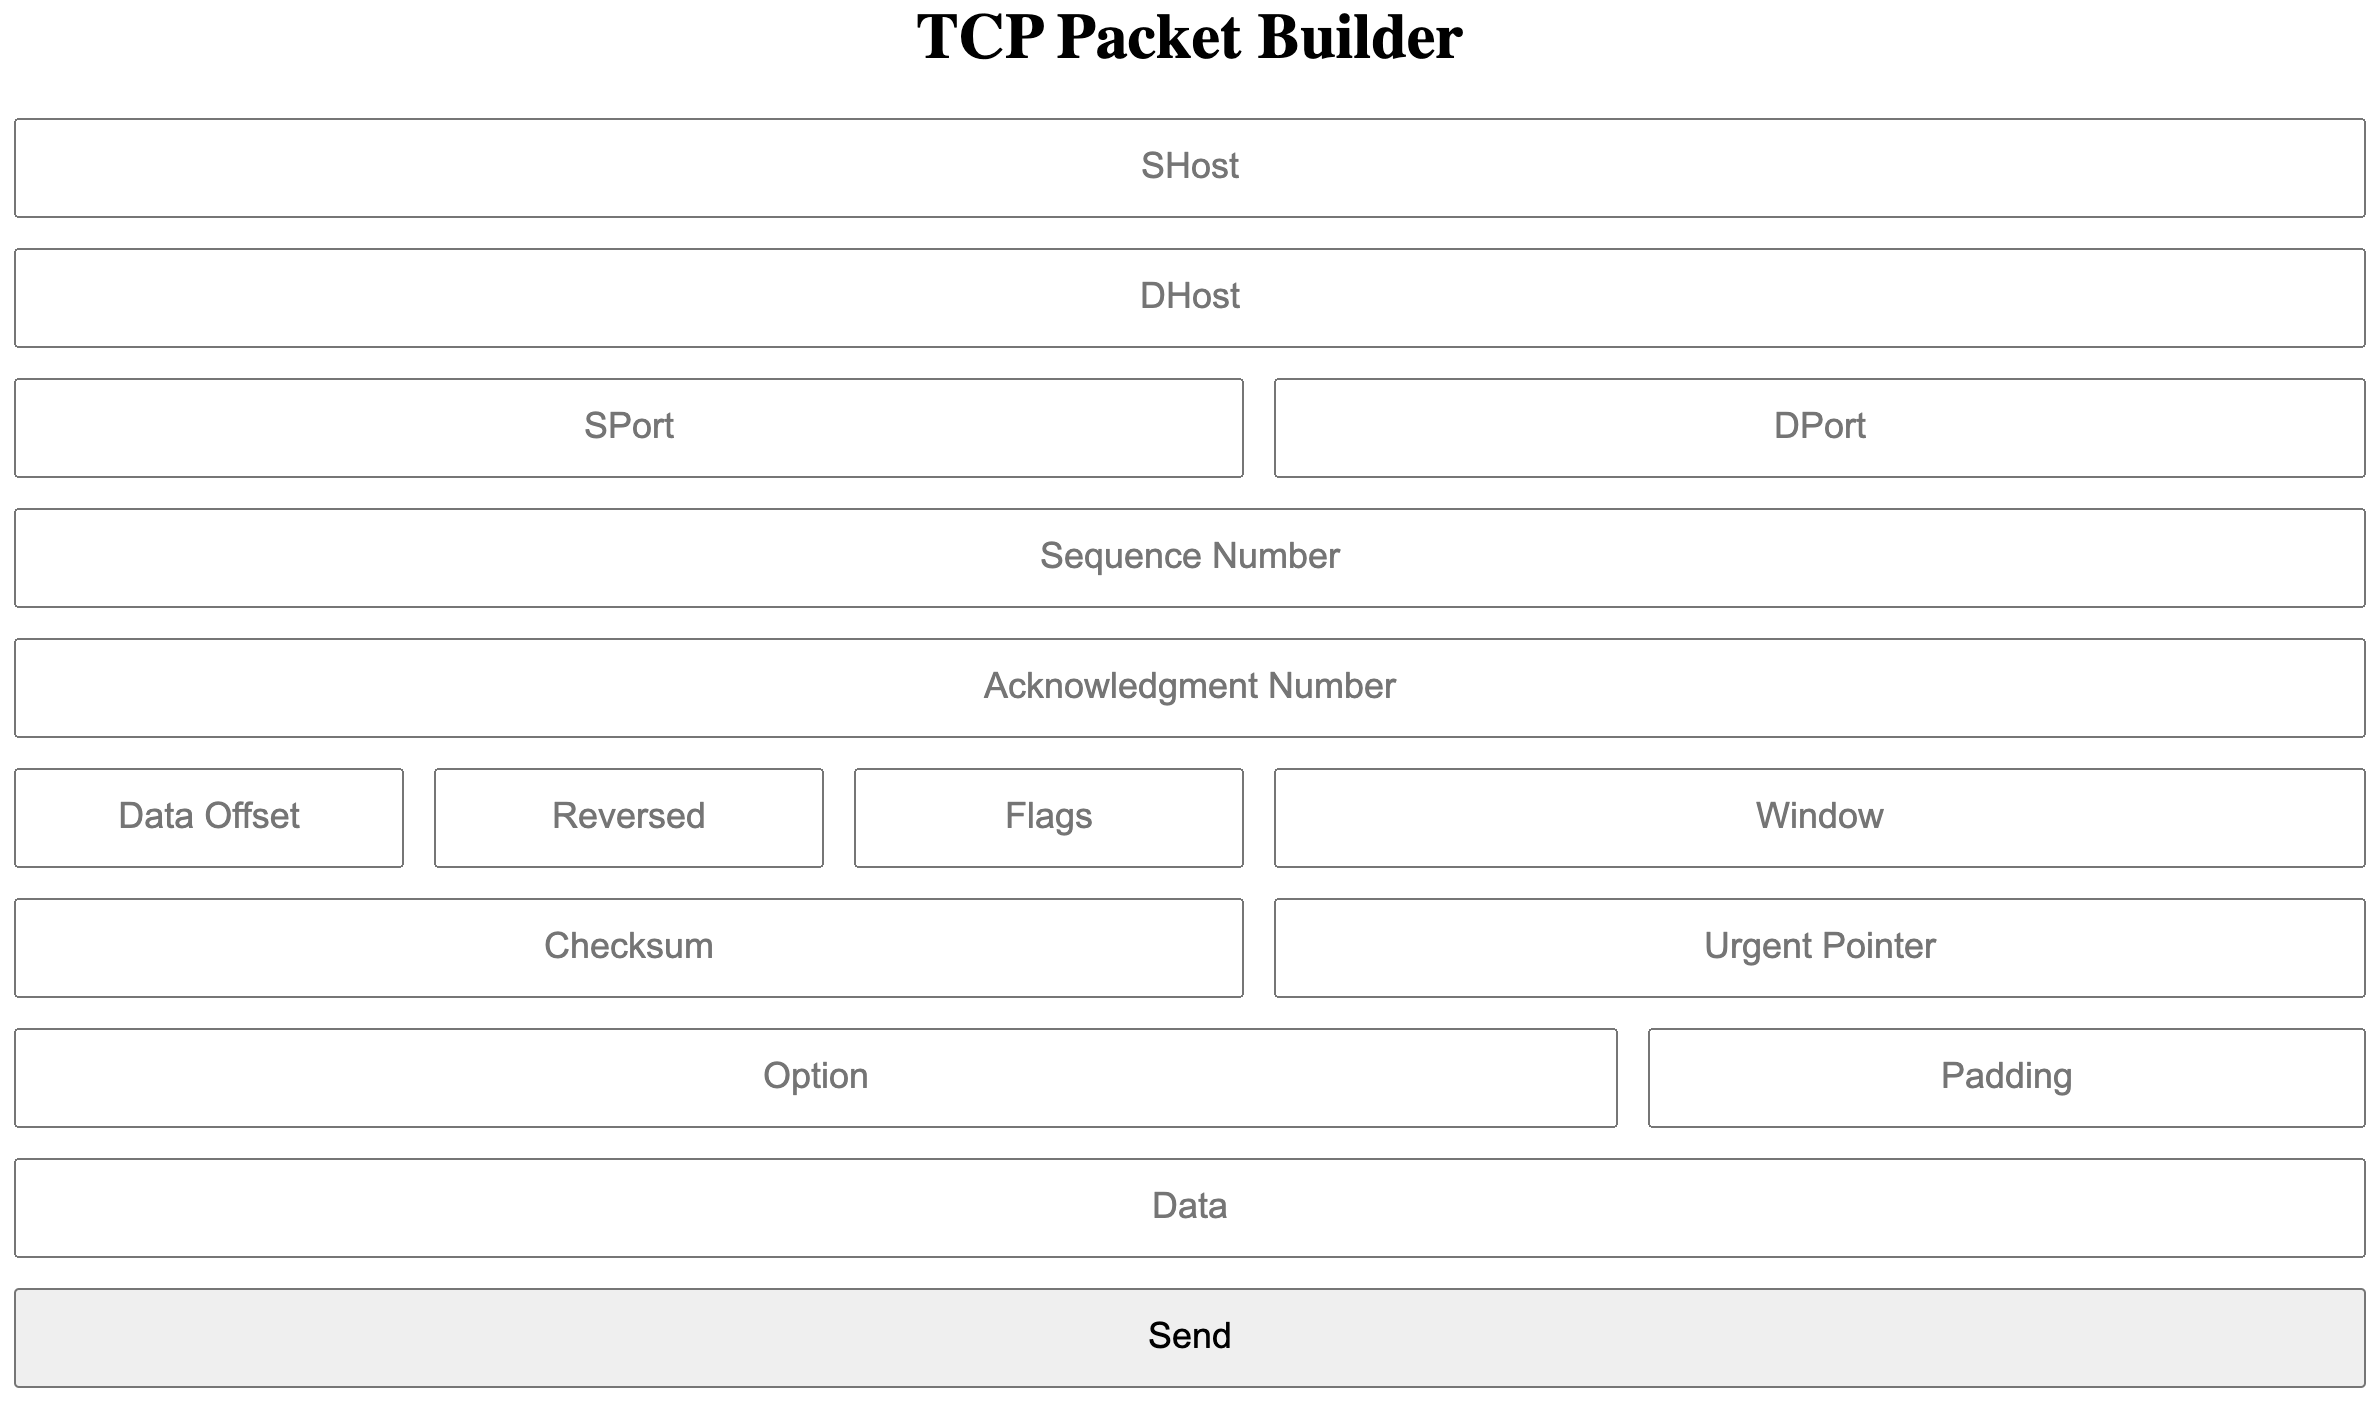 TCP Packet Builder
SHost
DHost
SPort DPort
Sequence Number
Acknowledgment Number
Data Offset Reversed Flags Window
Checksum Urgent Pointer
Option Padding
Data
Send